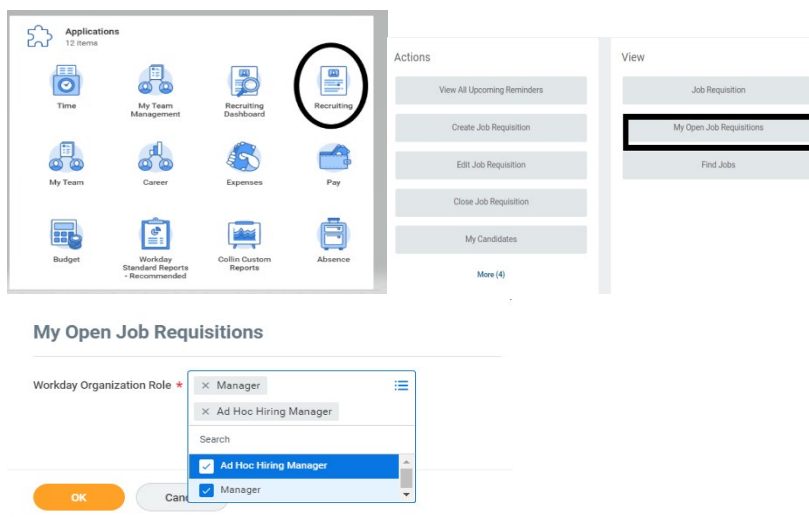 Applications
12 items
Time
My Team
Management
Recruiting
Dashboard
Recruiting
My Team
Career
Expenses
Pay
Budget
Workday
Standard Reports
- Recommended
Collin Custom
Reports
Absence
Actions
View All Upcoming Reminders
Create Job Requisition
Edit Job Requisition
Close Job Requisition
My Candidates
More (4)
View
Job Requisition
My Open Job Requisitions
Find Jobs
My Open Job Requisitions
Workday Organization Role *
× Manager
× Ad Hoc Hiring Manager
Search
Ad Hoc Hiring Manager
Manager
OK
Canc